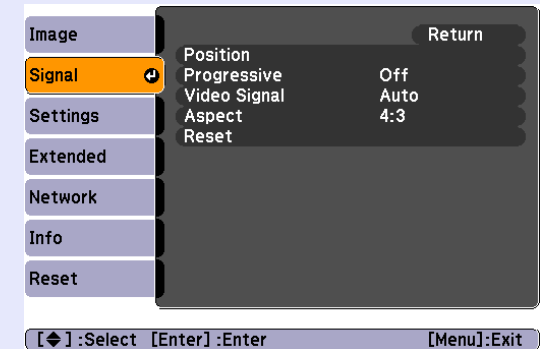 Image
Signal
Settings
Extended
Network
Info
Reset
Return
Position
Progressive Off
Video Signal Auto
Aspect 4:3
Reset
[◆] :Select [Enter] :Enter [Menu]:Exit